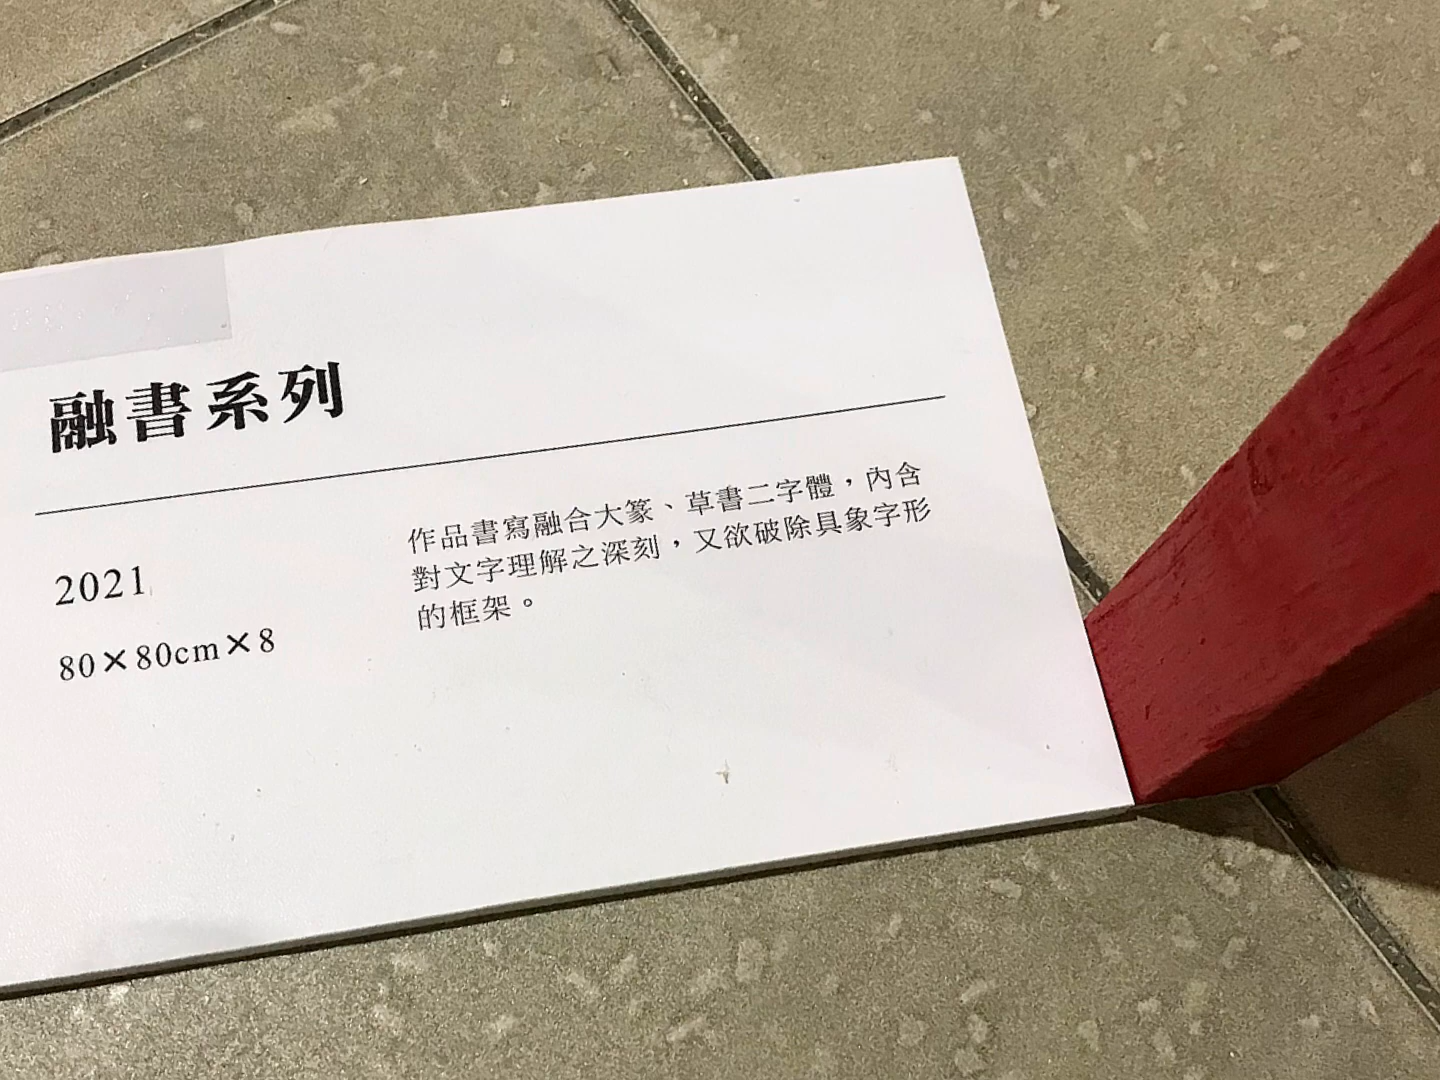 融書系列
2021
80×80cm×8
作品書寫融合大篆、草書二字體，內含
對文字理解之深刻，又欲破除具象字形
的框架。